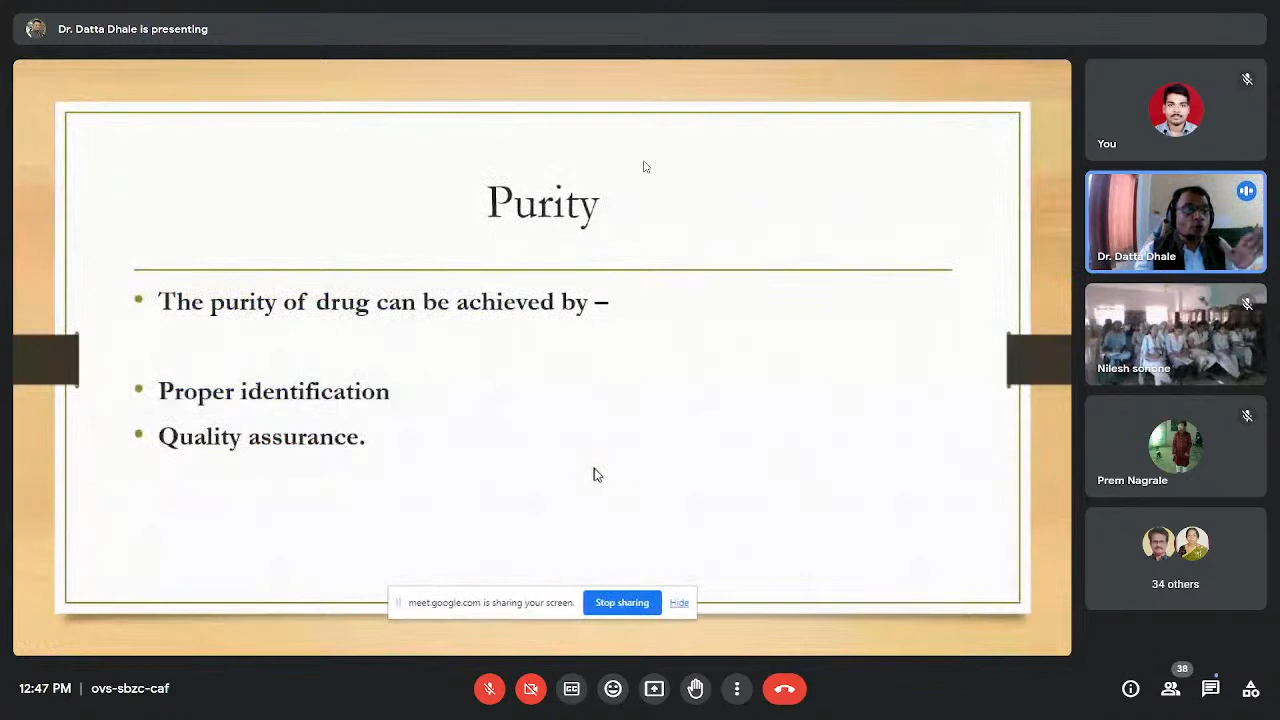 Dr. Datta Dhale is presenting
Purity
• The purity of drug can be achieved by –
• Proper identification
• Quality assurance.
meet.google.com is sharing your screen. Stop sharing Hide
You
Dr. Datta Dhale
Nilesh sonone
Prem Nagrale
34 others
12:47 PM | ovs-sbzc-caf
38